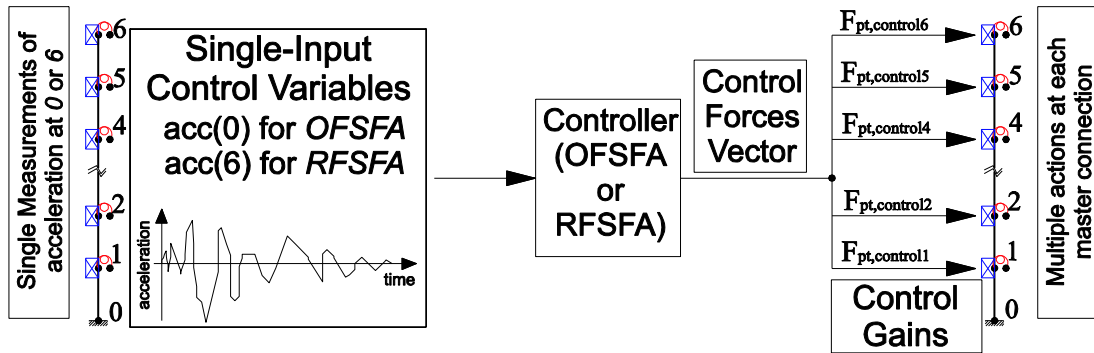 Single Measurements of
acceleration at 0 or 6
6
5
4
2
1
0
Single-Input
Control Variables
acc(0) for OFSFA
acc(6) for RFSFA
acceleration
time
Controller
(OFSFA
or
RFSFA)
Control
Forces
Vector
Fpt,control6
Fpt,control5
Fpt,control4
Fpt,control2
Fpt,control1
Control
Gains
6
5
4
2
1
0
Multiple actions at each
master connection